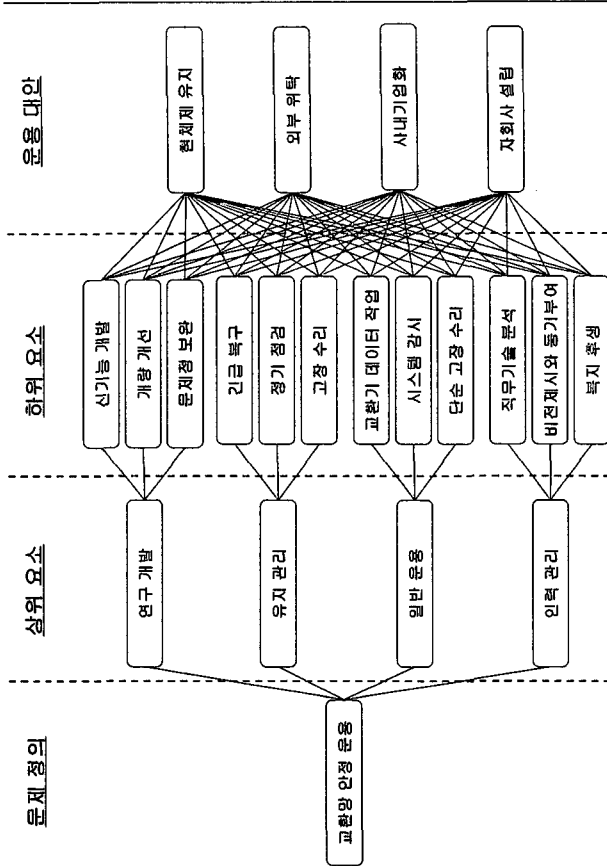 문제 정의
상위 요소
하위 요소
운용 대안
교환망 안정 운용
연구 개발
유지 관리
일반 운용
인력 관리
신기능 개발
개량 개선
문제점 보완
긴급 복구
정기 점검
고장 수리
교환기 데이터 작업
시스템 감시
단순 고장 수리
직무기술 분석
비전제시와 동기부여
복지 후생
현체제 유지
외부 위탁
사내기업화
자회사 설립